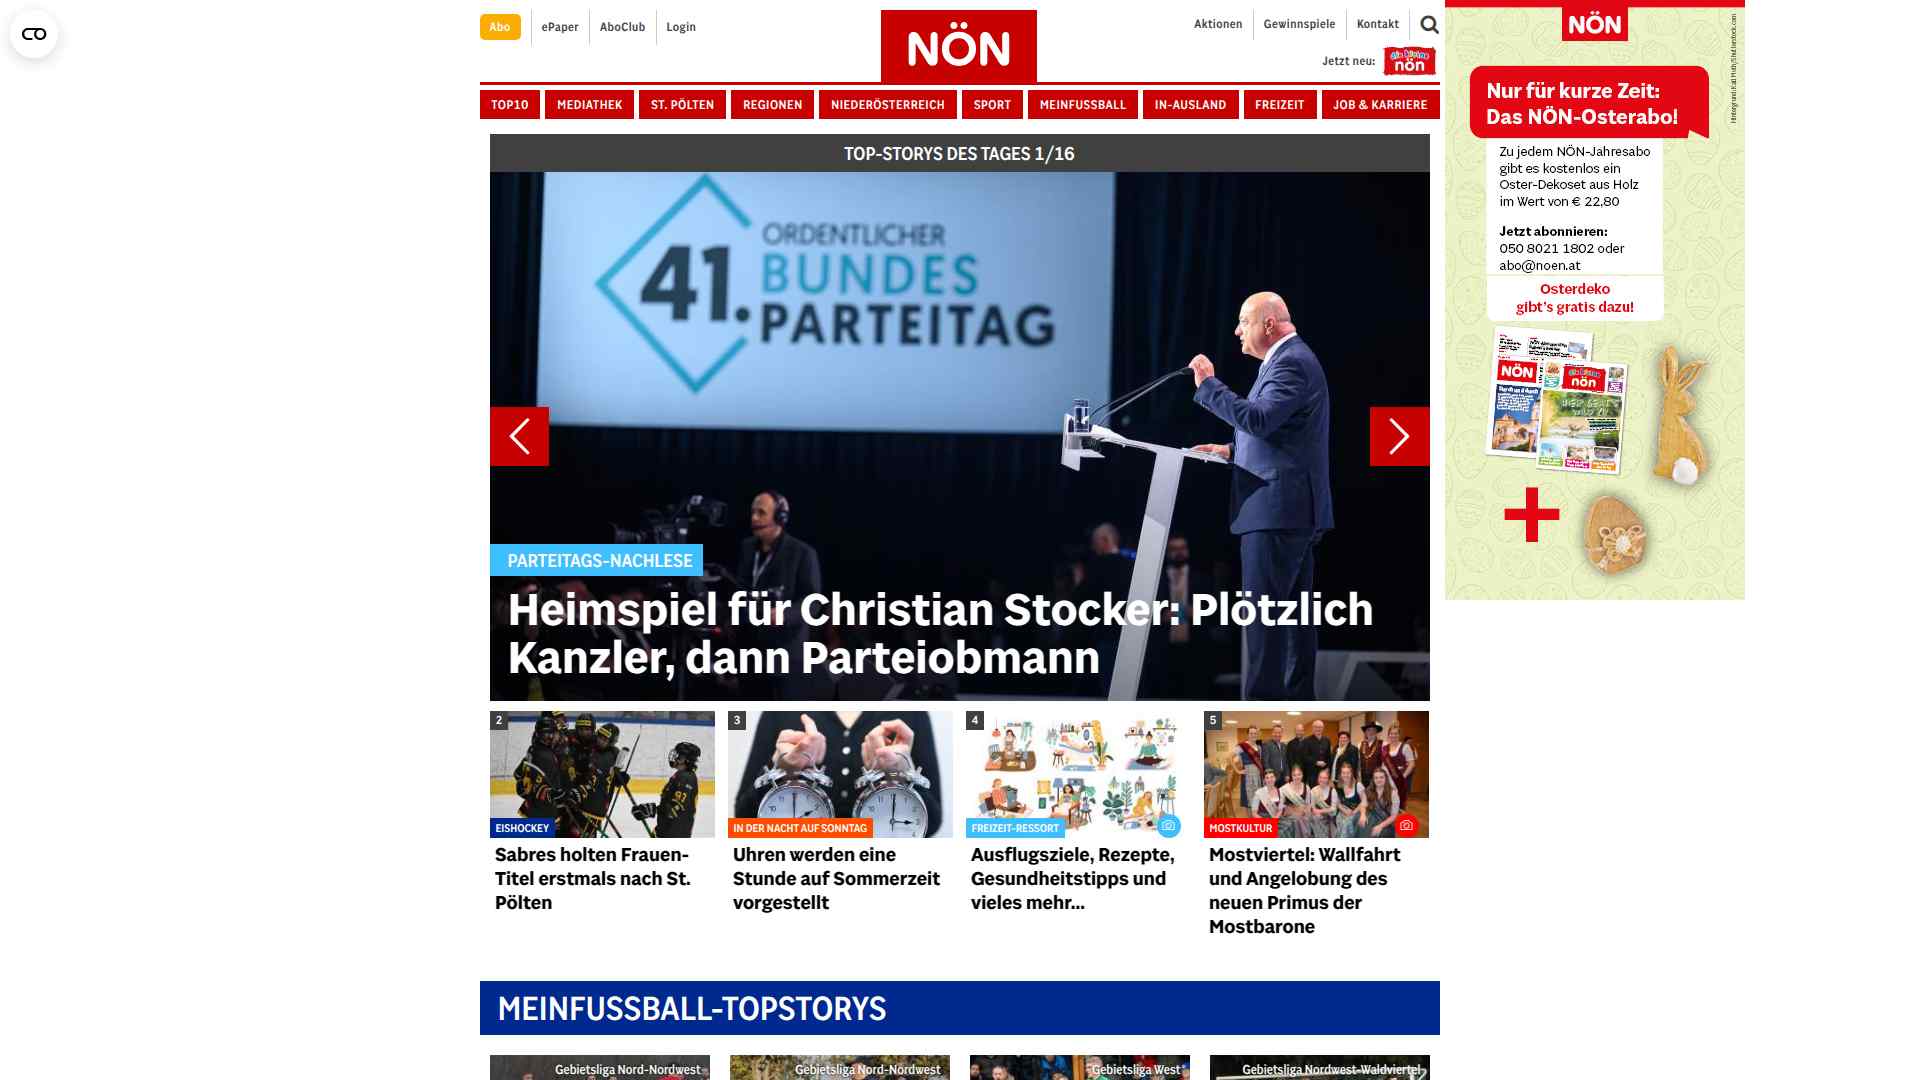 Abo
ePaper
AboClub
Login
NÖN
Aktionen
Gewinnspiele
Kontakt
Jetzt neu:
die kleine
nön
TOP10
MEDIATHEK
ST. PÖLTEN
REGIONEN
NIEDERÖSTERREICH
SPORT
MEINFUSSBALL
IN-AUSLAND
FREIZEIT
JOB & KARRIERE
TOP-STORYS DES TAGES 1/16
41.
ORDENTLICHER
BUNDES
PARTEITAG
PARTEITAGS-NACHLESE
Heimspiel für Christian Stocker: Plötzlich
Kanzler, dann Parteiobmann
2
EISHOCKEY
Sabres holten Frauen-
Titel erstmals nach St.
Pölten
3
IN DER NACHT AUF SONNTAG
Uhren werden eine
Stunde auf Sommerzeit
vorgestellt
4
FREIZEIT-RESSORT
Ausflugsziele, Rezepte,
Gesundheitstipps und
vieles mehr...
5
MOSTKULTUR
Mostviertel: Wallfahrt
und Angelobung des
neuen Primus der
Mostbarone
MEINFUSSBALL-TOPSTORYS
Gebietsliga Nord-Nordwest
Gebietsliga Nord-Nordwest
Gebietsliga West
Gebietsliga Nordwest-Waldviertel
NÖN
Nur für kurze Zeit:
Das NÖN-Osterabo!
Zu jedem NÖN-Jahresabo
gibt es kostenlos ein
Oster-Dekoset aus Holz
im Wert von € 22,80
Jetzt abonnieren:
050 8021 1802 oder
abo@noen.at
Osterdeko
gibt's gratis dazu!
NÖN
die kleine
nön